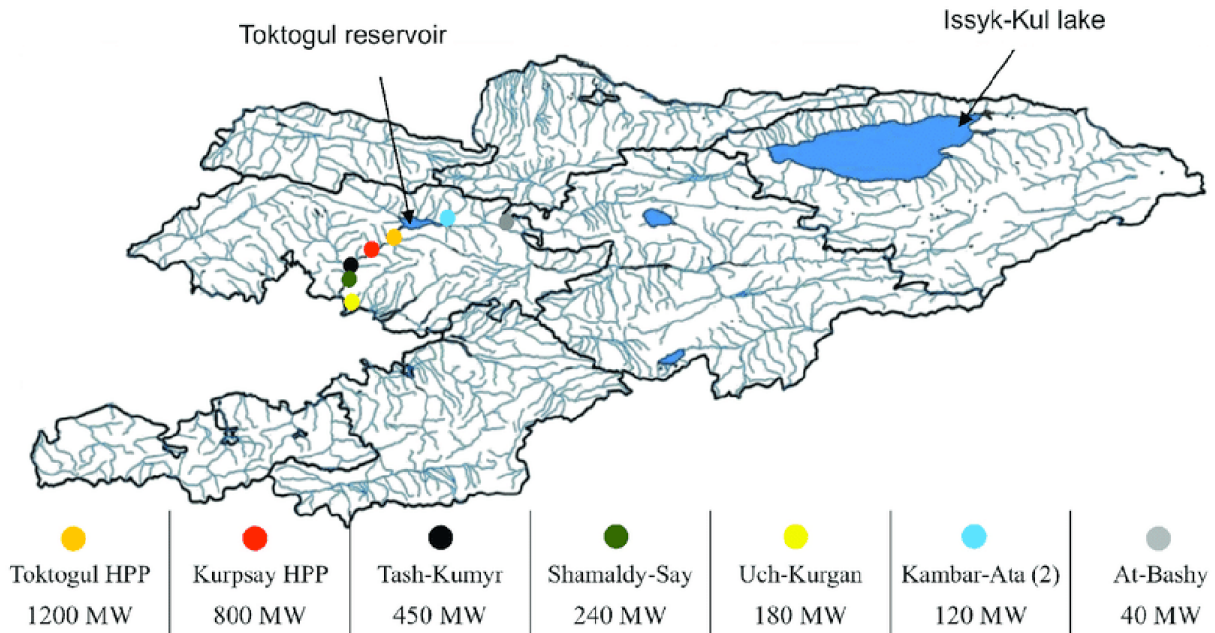 Issyk-Kul lake
Toktogul reservoir
Toktogul HPP
1200 MW
Kurpsay HPP
800 MW
Tash-Kumyr
450 MW
Shamaldy-Say
240 MW
Uch-Kurgan
180 MW
Kambar-Ata (2)
120 MW
At-Bashy
40 MW